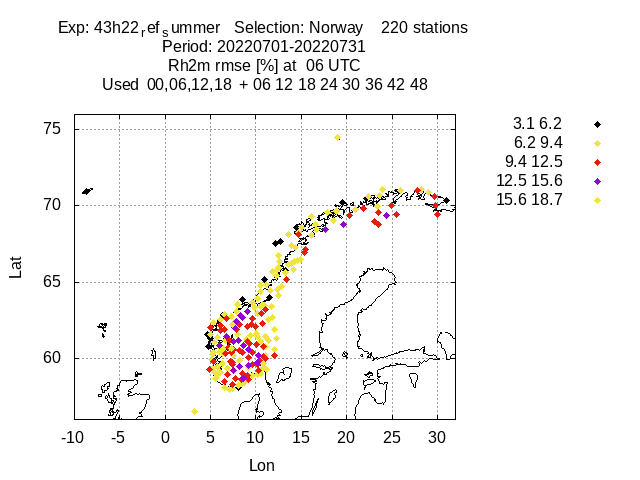 Exp: 43h22ref_summer Selection: Norway 220 stations
Period: 20220701-20220731
Rh2m rmse [%] at 06 UTC
Used 00,06,12,18 + 06 12 18 24 30 36 42 48
3.1 6.2
6.2 9.4
9.4 12.5
12.5 15.6
15.6 18.7
75
70
65
60
Lat
-10 -5 0 5 10 15 20 25 30
Lon